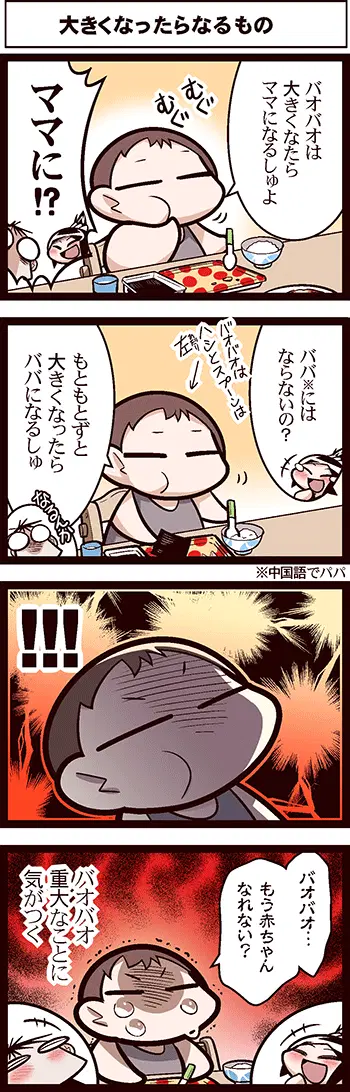 大きくなったらなるもの
バオバオは
大きくなたら
ママになるしゅよ
むぐ
むぐ
ママに!?
ババ※には
ならないの?
バオバオは
ハシとスプーンは
左持ち
もともとずと
大きくなったら
ババになるしゅ
なるの分
※中国語でパパ
!!!
バオバオ…
もう赤ちゃん
なれない?
バオバオ
重大なことに
気がつく